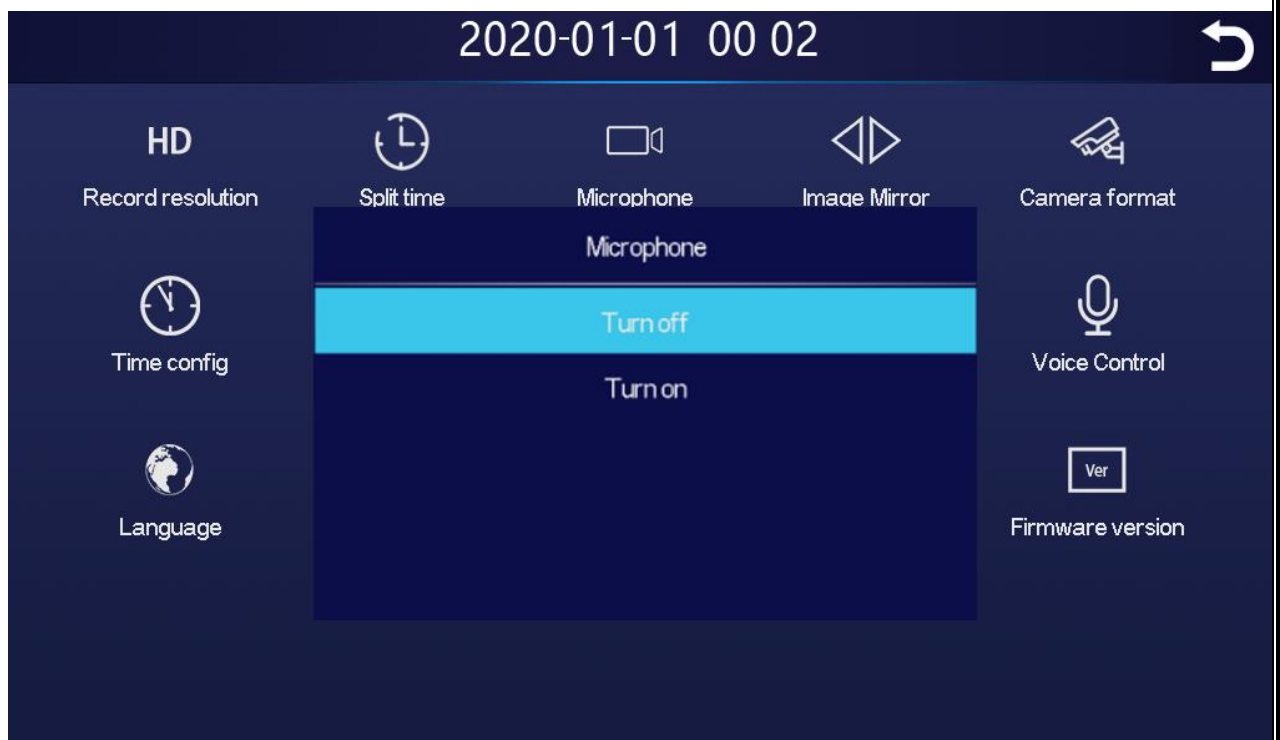 2020-01-01 00 02
HD
Record resolution
Split time
Microphone
Image Mirror
Camera format
Microphone
Turn off
Turn on
Time config
Voice Control
Language
Ver
Firmware version